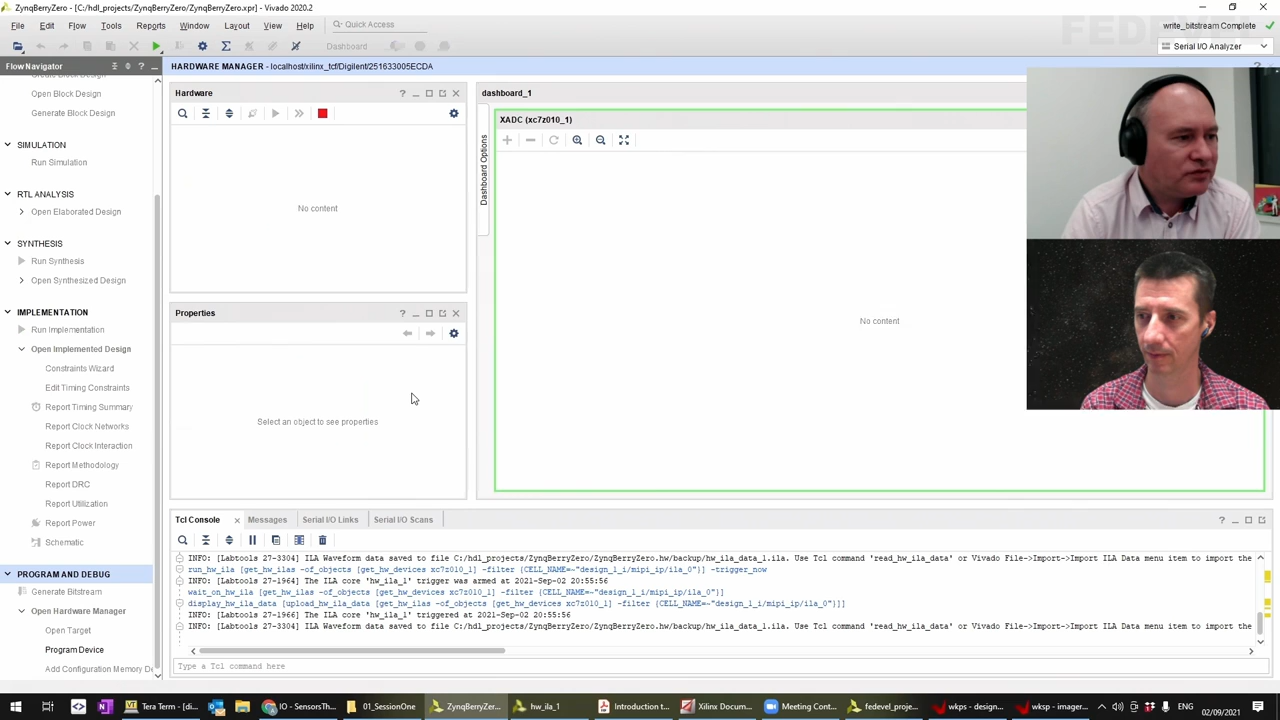 ZynqBerryZero - [C:/hdl_projects/ZynqBerryZero/ZynqBerryZero.xpr] - Vivado 2020.2
File Edit Flow Tools Reports Window Layout View Help Quick Access
write_bitstream Complete
FEDEVEL
Dashboard
Serial I/O Analyzer
Flow Navigator
HARDWARE MANAGER - localhost/xilinx_tcf/Digilent/251633005ECDA
Create Block Design
Open Block Design
Generate Block Design
SIMULATION
Run Simulation
RTL ANALYSIS
Open Elaborated Design
SYNTHESIS
Run Synthesis
Open Synthesized Design
IMPLEMENTATION
Run Implementation
Open Implemented Design
Constraints Wizard
Edit Timing Constraints
Report Timing Summary
Report Clock Networks
Report Clock Interaction
Report Methodology
Report DRC
Report Utilization
Report Power
Schematic
PROGRAM AND DEBUG
Generate Bitstream
Open Hardware Manager
Open Target
Program Device
Add Configuration Memory De
Hardware
No content
Properties
Select an object to see properties
dashboard_1
Dashboard Options
XADC (xc7z010_1)
No content
Tcl Console Messages Serial I/O Links Serial I/O Scans
INFO: [Labtools 27-3304] ILA Waveform data saved to file C:/hdl_projects/ZynqBerryZero/ZynqBerryZero.hw/backup/hw_ila_data_1.ila. Use Tcl command 'read_hw_ila_data' or Vivado File->Import->Import ILA Data menu item to import the
run_hw_ila [get_hw_ilas -of_objects [get_hw_devices xc7z010_1] -filter {CELL_NAME=~"design_1_i/mipi_ip/ila_0"}] -trigger_now
INFO: [Labtools 27-1964] The ILA core 'hw_ila_1' trigger was armed at 2021-Sep-02 20:55:56
wait_on_hw_ila [get_hw_ilas -of_objects [get_hw_devices xc7z010_1] -filter {CELL_NAME=~"design_1_i/mipi_ip/ila_0"}]
display_hw_ila_data [upload_hw_ila_data [get_hw_ilas -of_objects [get_hw_devices xc7z010_1] -filter {CELL_NAME=~"design_1_i/mipi_ip/ila_0"}]]
INFO: [Labtools 27-1966] The ILA core 'hw_ila_1' triggered at 2021-Sep-02 20:55:56
INFO: [Labtools 27-3304] ILA Waveform data saved to file C:/hdl_projects/ZynqBerryZero/ZynqBerryZero.hw/backup/hw_ila_data_1.ila. Use Tcl command 'read_hw_ila_data' or Vivado File->Import->Import ILA Data menu item to import the
Type a Tcl command here
Tera Term - [di... IO - SensorsTh... 01_SessionOne ZynqBerryZer... hw_ila_1 Introduction t... Xilinx Docum... Meeting Cont... fedevel_proje... wkps - design... wksp - imager... ENG 20:56 02/09/2021